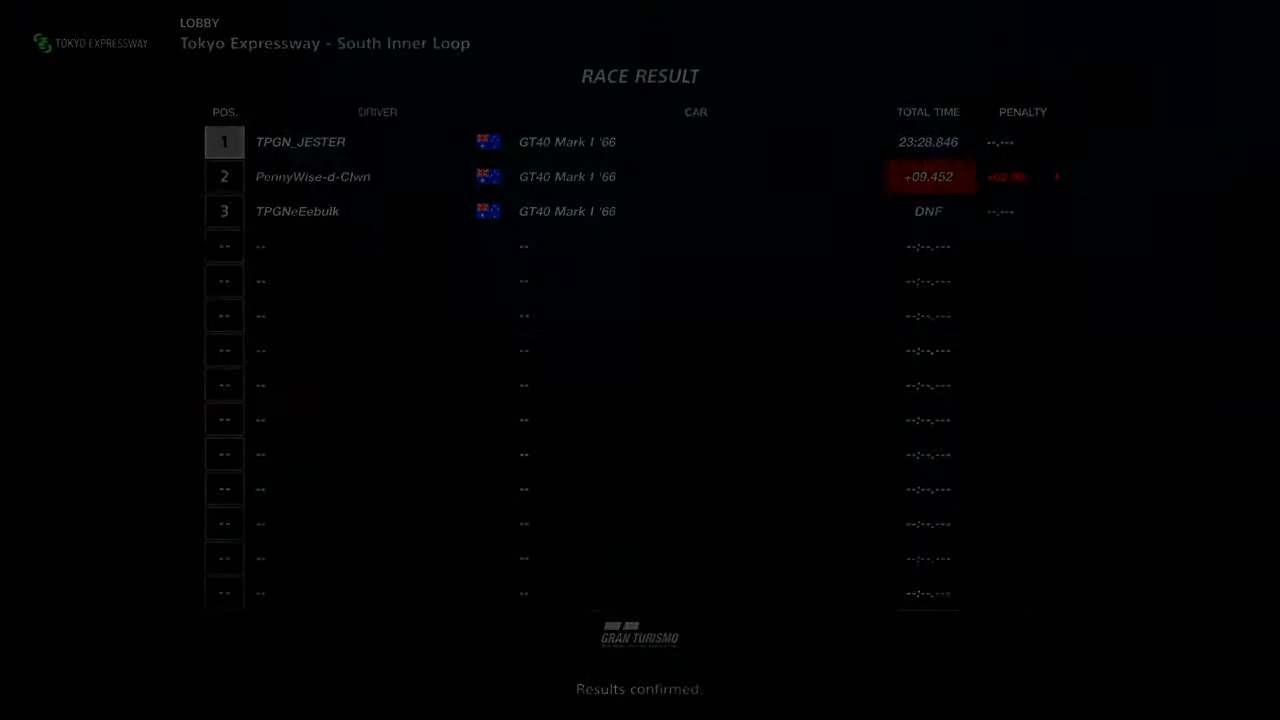 LOBBY
TOKYO EXPRESSWAY
Tokyo Expressway - South Inner Loop
RACE RESULT
POS. DRIVER CAR TOTAL TIME PENALTY
1 TPGN_JESTER GT40 Mark I '66 23:28.846 --.---
2 PennyWise-d-Clwn GT40 Mark I '66 +09.452
3 TPGNeEebulk GT40 Mark I '66 DNF --.---
-- -- -- --:--.---
-- -- -- --:--.---
-- -- -- --:--.---
-- -- -- --:--.---
-- -- -- --:--.---
-- -- -- --:--.---
-- -- -- --:--.---
-- -- -- --:--.---
-- -- -- --:--.---
-- -- -- --:--.---
-- -- -- --:--.---
GRAN TURISMO
Results confirmed.